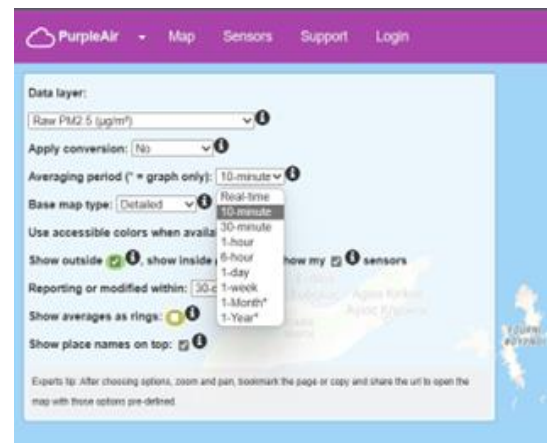 PurpleAir Map Sensors Support Login
Data layer:
Raw PM2.5 (µg/m³)
Apply conversion: No
Averaging period (* = graph only): 10-minute
Real-time
10-minute
30-minute
1-hour
6-hour
1-day
1-week
1-Month*
1-Year*
Base map type: Detailed
Use accessible colors when
Show outside , show inside how my sensors
Reporting or modified within: 30-
Show averages as rings:
Show place names on top:
Experts tip: After choosing options, zoom and pan, bookmark the page or copy and share the url to open the
map with those options pre-defined.